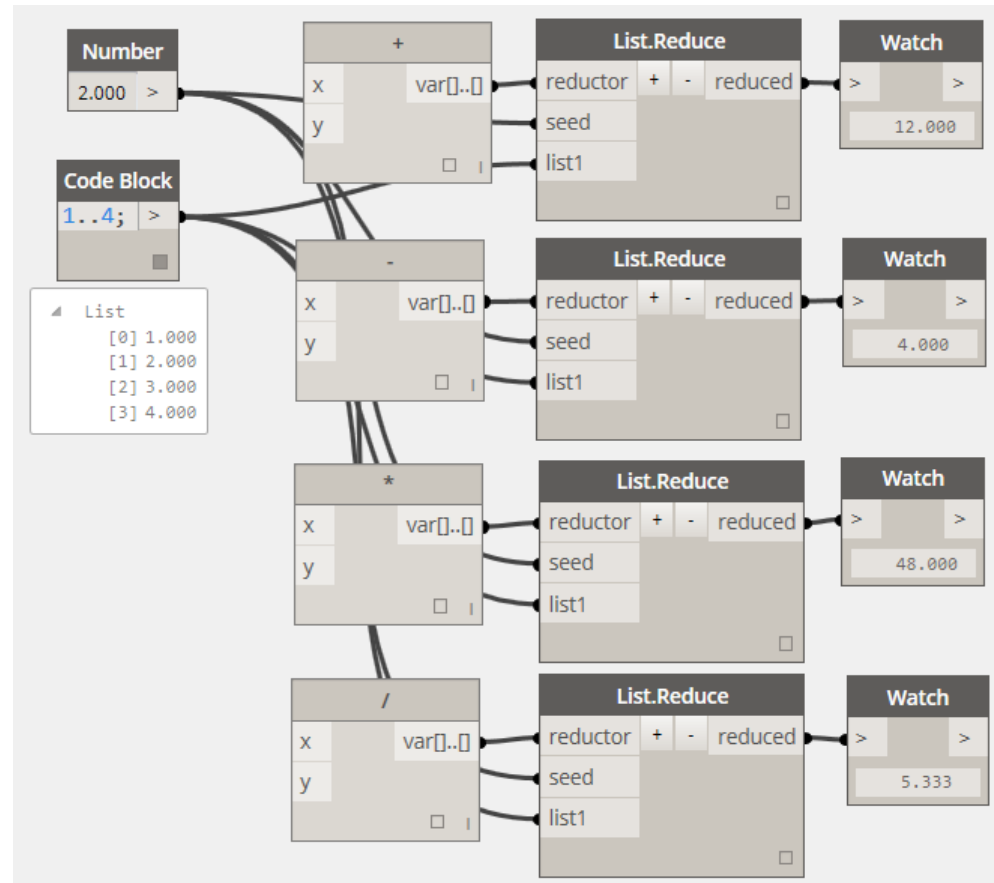 Number
2.000 >
Code Block
1..4; >
List
[0] 1.000
[1] 2.000
[2] 3.000
[3] 4.000
+
x var[]..[]
y
List.Reduce
reductor + - reduced
seed
list1
Watch
> >
12.000
-
x var[]..[]
y
List.Reduce
reductor + - reduced
seed
list1
Watch
> >
4.000
*
x var[]..[]
y
List.Reduce
reductor + - reduced
seed
list1
Watch
> >
48.000
/
x var[]..[]
y
List.Reduce
reductor + - reduced
seed
list1
Watch
> >
5.333